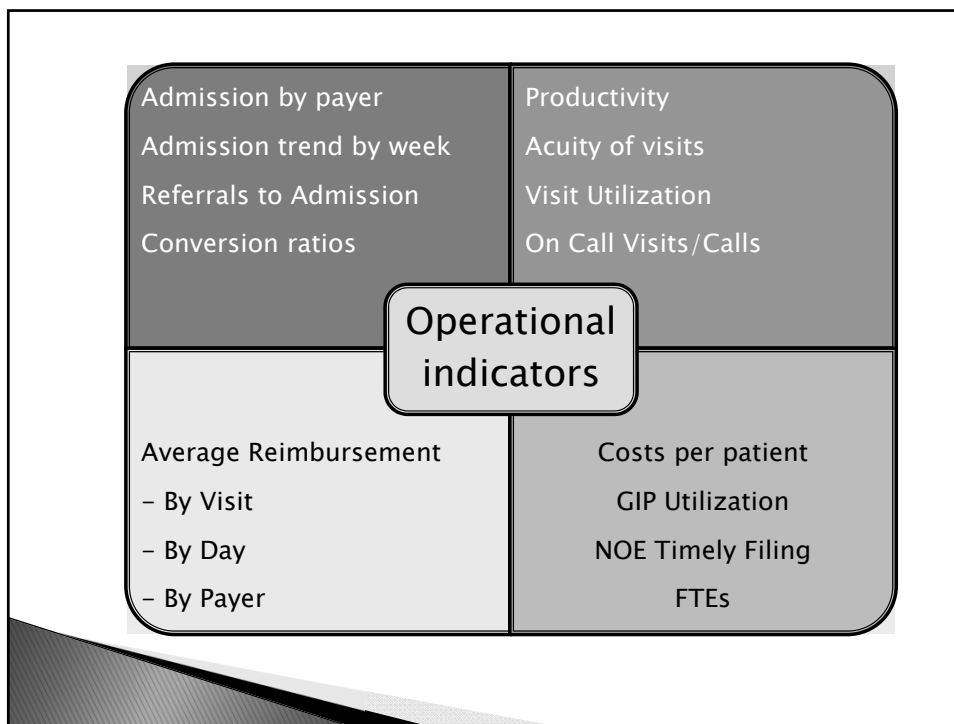 Admission by payer
Admission trend by week
Referrals to Admission
Conversion ratios
Productivity
Acuity of visits
Visit Utilization
On Call Visits/Calls
Operational
indicators
Average Reimbursement
- By Visit
- By Day
- By Payer
Costs per patient
GIP Utilization
NOE Timely Filing
FTEs